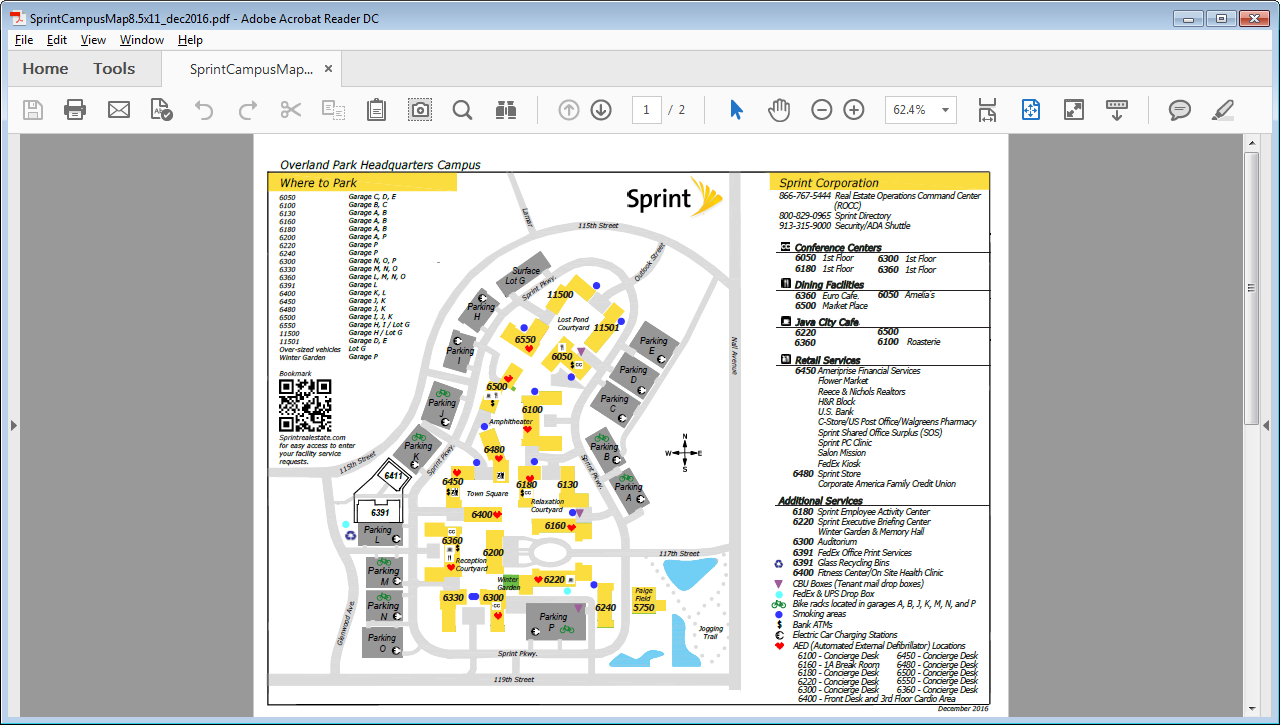 SprintCampusMap8.5x11_dec2016.pdf - Adobe Acrobat Reader DC
File Edit View Window Help
Home Tools SprintCampusMap... ×
1 / 2 62.4%
Overland Park Headquarters Campus
Where to Park
6050 Garage C, D, E
6100 Garage B, C
6130 Garage A, B
6160 Garage A, B
6180 Garage A, B
6200 Garage A, P
6220 Garage P
6240 Garage P
6300 Garage N, O, P
6330 Garage M, N, O
6360 Garage L, M, N, O
6391 Garage L
6400 Garage K, L
6450 Garage J, K
6480 Garage J, K
6500 Garage I, J, K
6550 Garage H, I / Lot G
11500 Garage H / Lot G
11501 Garage D, E
Over-sized vehicles Lot G
Winter Garden Garage P
Bookmark
Sprintrealestate.com
for easy access to enter
your facility service
requests.
Sprint
Lamar
115th Street
Outlook Street
Surface
Lot G
Sprint Pkwy.
11500
Parking
H
Lost Pond
Courtyard
11501
6550
Parking
I
6050
CC
Parking
E
Nall Avenue
Parking
D
6500
Parking
J
6100
Parking
C
Amphitheater
Parking
K
6480
Parking
B
N
W E
S
115th Street
Sprint Pkwy.
6411
6450
Town Square
6180
CC
6130
Sprint Pkwy.
Parking
A
6391
6400
Relaxation
Courtyard
6160
Parking
L
CC
6360
6200
Reception
Courtyard
117th Street
Parking
M
Winter
Garden
6220
Parking
N
6330
6300
CC
6240
Paige
Field
5750
Parking
P
Glenwood Ave.
Parking
O
Jogging
Trail
Sprint Pkwy.
119th Street
Sprint Corporation
866-767-5444 Real Estate Operations Command Center
(ROCC)
800-829-0965 Sprint Directory
913-315-9000 Security/ADA Shuttle
CC Conference Centers
6050 1st Floor 6300 1st Floor
6180 1st Floor 6360 1st Floor
Dining Facilities
6360 Euro Cafe. 6050 Amelia's
6500 Market Place
Java City Cafe
6220 6500
6360 6100 Roasterie
Retail Services
6450 Ameriprise Financial Services
Flower Market
Reece & Nichols Realtors
H&R Block
U.S. Bank
C-Store/US Post Office/Walgreens Pharmacy
Sprint Shared Office Surplus (SOS)
Sprint PC Clinic
Salon Mission
FedEx Kiosk
6480 Sprint Store
Corporate America Family Credit Union
Additional Services
6180 Sprint Employee Activity Center
6220 Sprint Executive Briefing Center
Winter Garden & Memory Hall
6300 Auditorium
6391 FedEx Office Print Services
6391 Glass Recycling Bins
6400 Fitness Center/On Site Health Clinic
CBU Boxes (Tenant mail drop boxes)
FedEx & UPS Drop Box
Bike racks located in garages A, B, J, K, M, N, and P
Smoking areas
$ Bank ATMs
Electric Car Charging Stations
AED (Automated External Defibrillator) Locations
6100 - Concierge Desk 6450 - Concierge Desk
6160 - 1A Break Room 6480 - Concierge Desk
6180 - Concierge Desk 6500 - Concierge Desk
6220 - Concierge Desk 6550 - Concierge Desk
6300 - Concierge Desk 6360 - Concierge Desk
6400 - Front Desk and 3rd Floor Cardio Area
December 2016